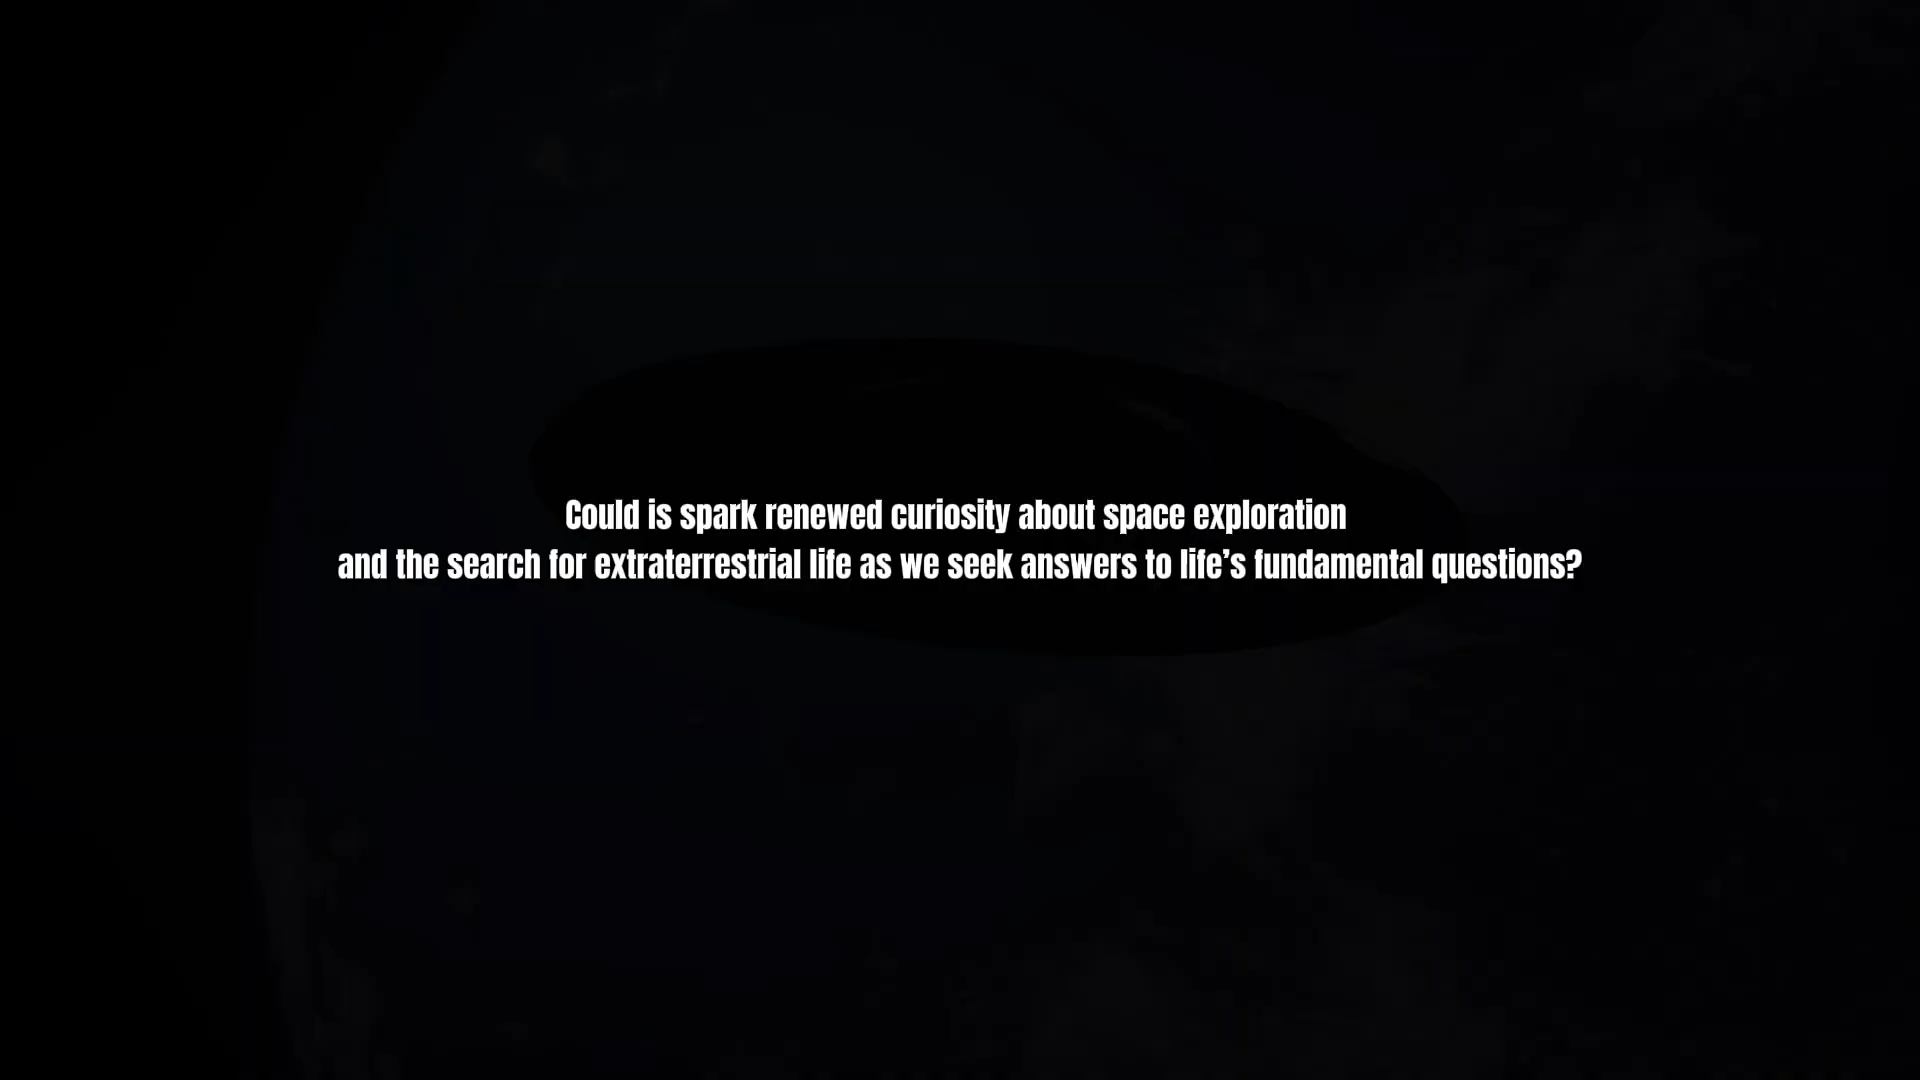 Could is spark renewed curiosity about space exploration
and the search for extraterrestrial life as we seek answers to life’s fundamental questions?